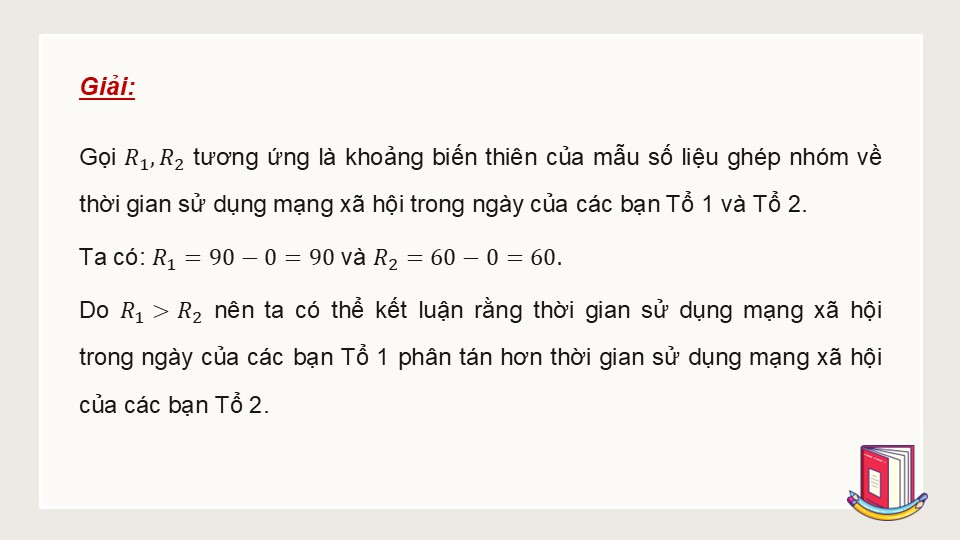 Giải:
Gọi R₁, R₂ tương ứng là khoảng biến thiên của mẫu số liệu ghép nhóm về
thời gian sử dụng mạng xã hội trong ngày của các bạn Tổ 1 và Tổ 2.
Ta có: R₁ = 90 − 0 = 90 và R₂ = 60 − 0 = 60.
Do R₁ > R₂ nên ta có thể kết luận rằng thời gian sử dụng mạng xã hội
trong ngày của các bạn Tổ 1 phân tán hơn thời gian sử dụng mạng xã hội
của các bạn Tổ 2.